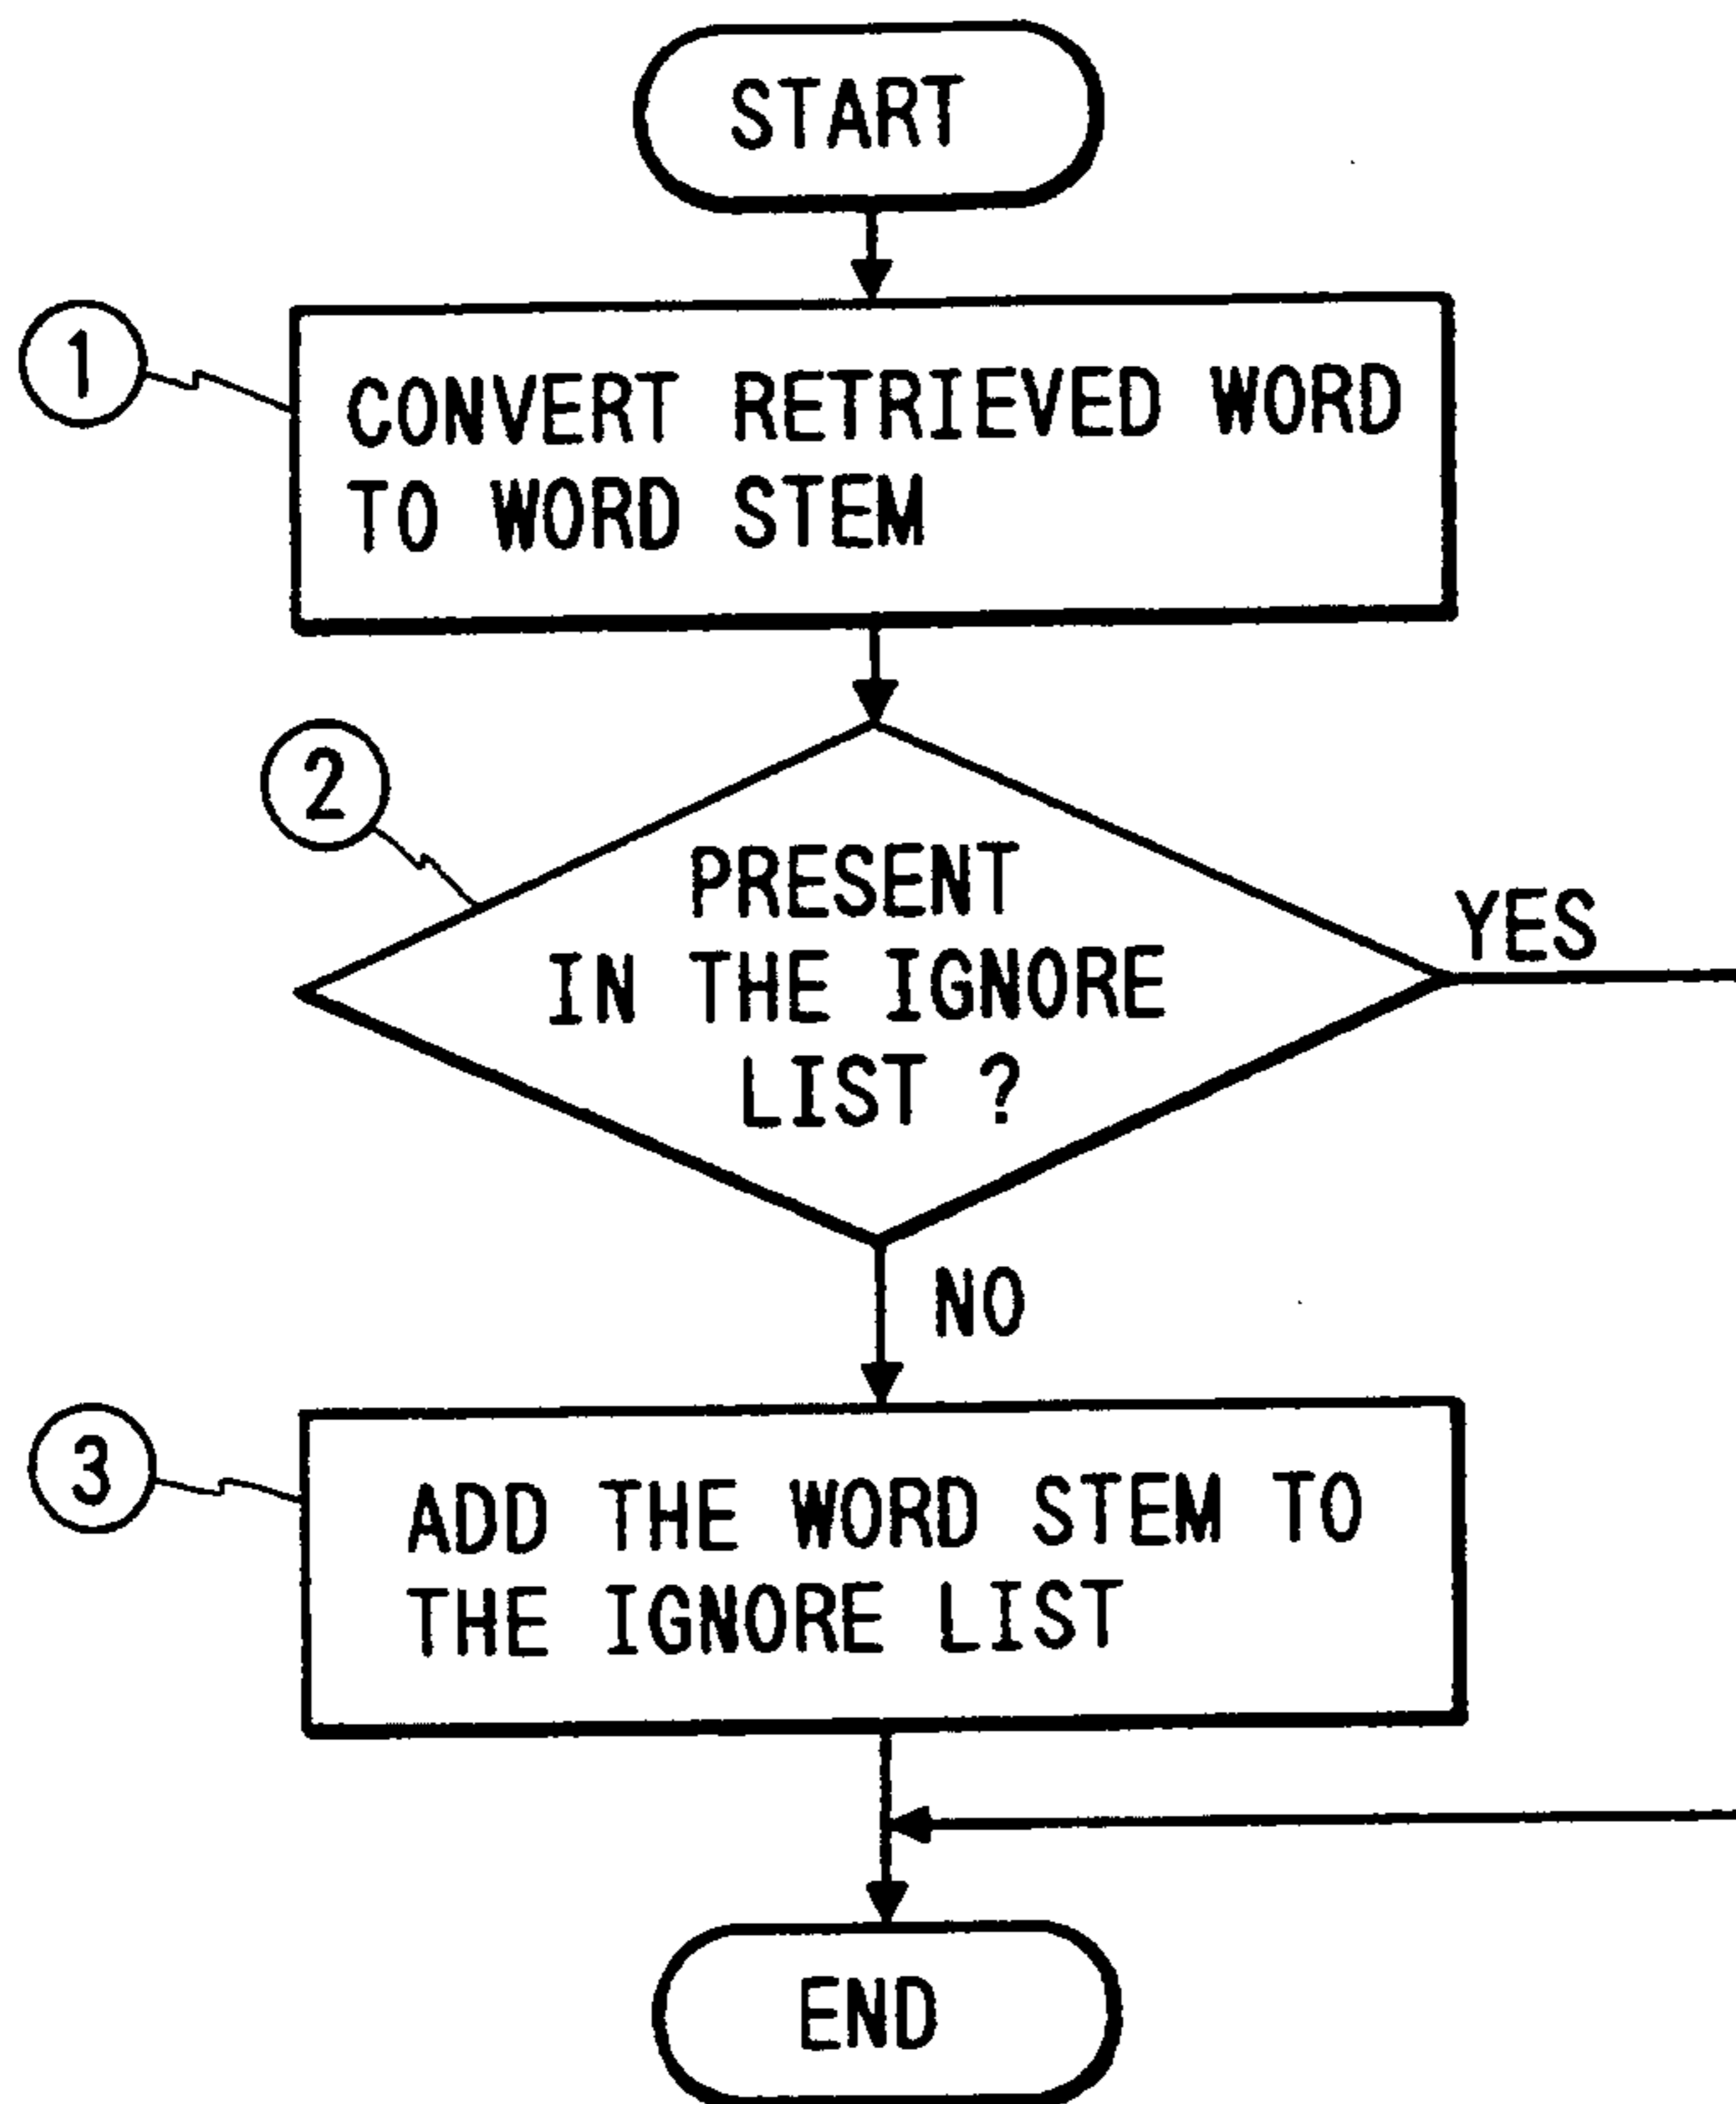 START
1
CONVERT RETRIEVED WORD
TO WORD STEM
2
PRESENT
IN THE IGNORE
LIST ?
YES
NO
3
ADD THE WORD STEM TO
THE IGNORE LIST
END